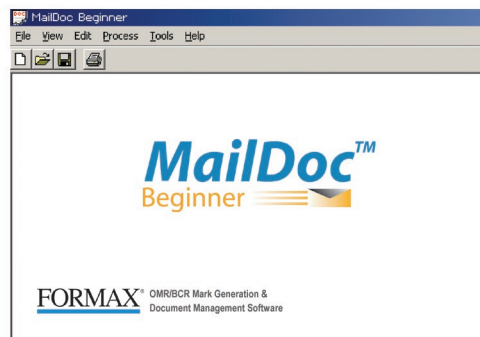 MailDoc Beginner
File View Edit Process Tools Help
MailDoc™
Beginner
FORMAX® OMR/BCR Mark Generation &
Document Management Software